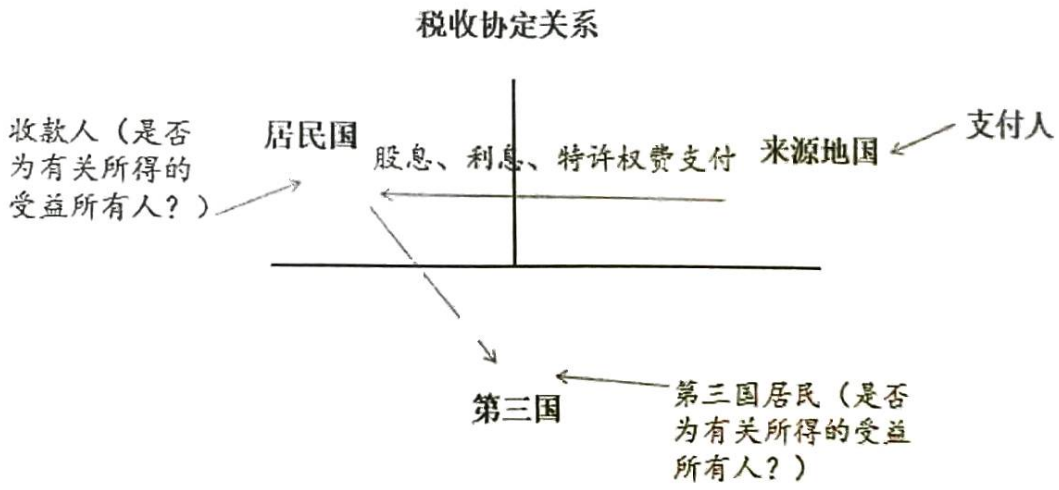 税收协定关系
收款人（是否
为有关所得的
受益所有人？）
居民国
股息、利息、特许权费支付
来源地国
支付人
第三国
第三国居民（是否
为有关所得的受益
所有人？）